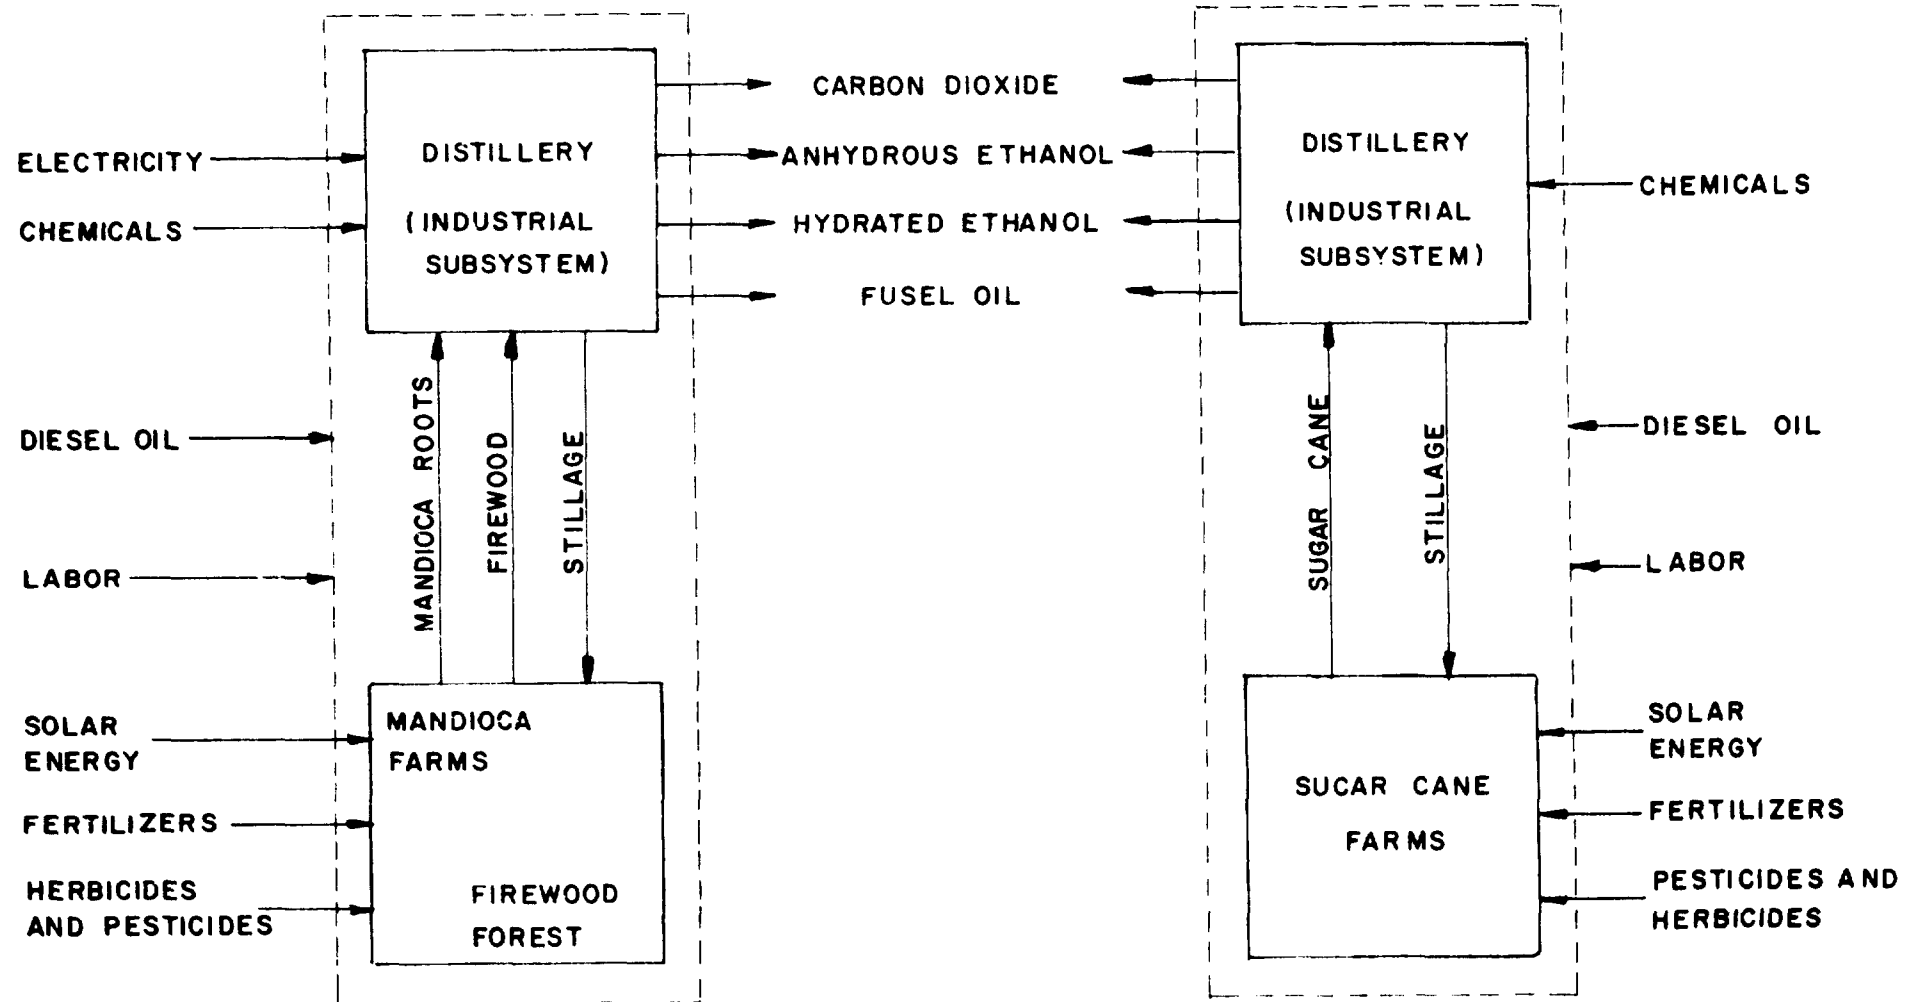 CARBON DIOXIDE
ANHYDROUS ETHANOL
HYDRATED ETHANOL
FUSEL OIL
ELECTRICITY
CHEMICALS
DIESEL OIL
LABOR
SOLAR
ENERGY
FERTILIZERS
HERBICIDES
AND PESTICIDES
DISTILLERY
(INDUSTRIAL
SUBSYSTEM)
MANDIOCA ROOTS
FIREWOOD
STILLAGE
MANDIOCA
FARMS
FIREWOOD
FOREST
DISTILLERY
(INDUSTRIAL
SUBSYSTEM)
SUGAR CANE
STILLAGE
SUCAR CANE
FARMS
CHEMICALS
DIESEL OIL
LABOR
SOLAR
ENERGY
FERTILIZERS
PESTICIDES AND
HERBICIDES